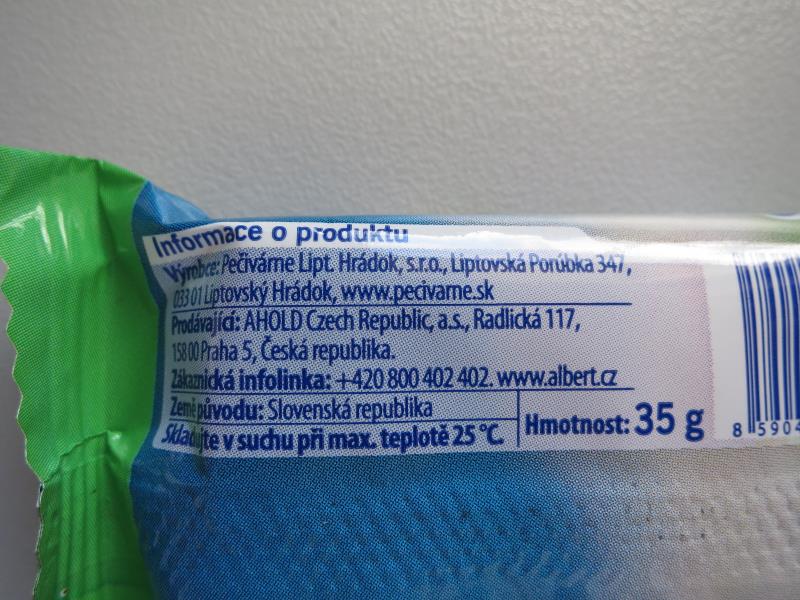 Informace o produktu
Výrobce: Pečivárne Lipt. Hrádok, s.r.o., Liptovská Porúbka 347,
033 01 Liptovský Hrádok, www.pecivarne.sk
Prodávající: AHOLD Czech Republic, a.s., Radlická 117,
158 00 Praha 5, Česká republika.
Zákaznická infolinka: +420 800 402 402. www.albert.cz
Země původu: Slovenská republika
Skladujte v suchu při max. teplotě 25 °C.
Hmotnost: 35 g
8 5904